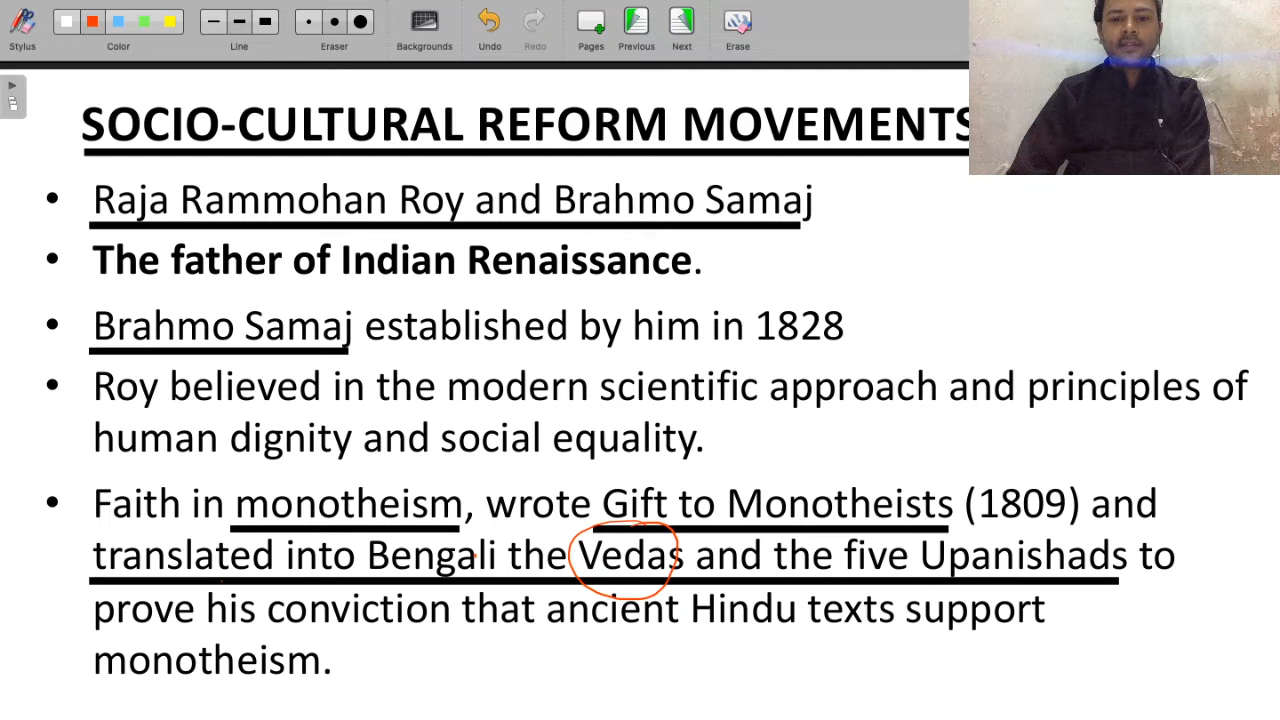 Stylus
Color
Line
Eraser
Backgrounds
Undo
Redo
Pages
Previous
Next
Erase
SOCIO-CULTURAL REFORM MOVEMENTS
• Raja Rammohan Roy and Brahmo Samaj
• The father of Indian Renaissance.
• Brahmo Samaj established by him in 1828
• Roy believed in the modern scientific approach and principles of
human dignity and social equality.
• Faith in monotheism, wrote Gift to Monotheists (1809) and
translated into Bengali the Vedas and the five Upanishads to
prove his conviction that ancient Hindu texts support
monotheism.